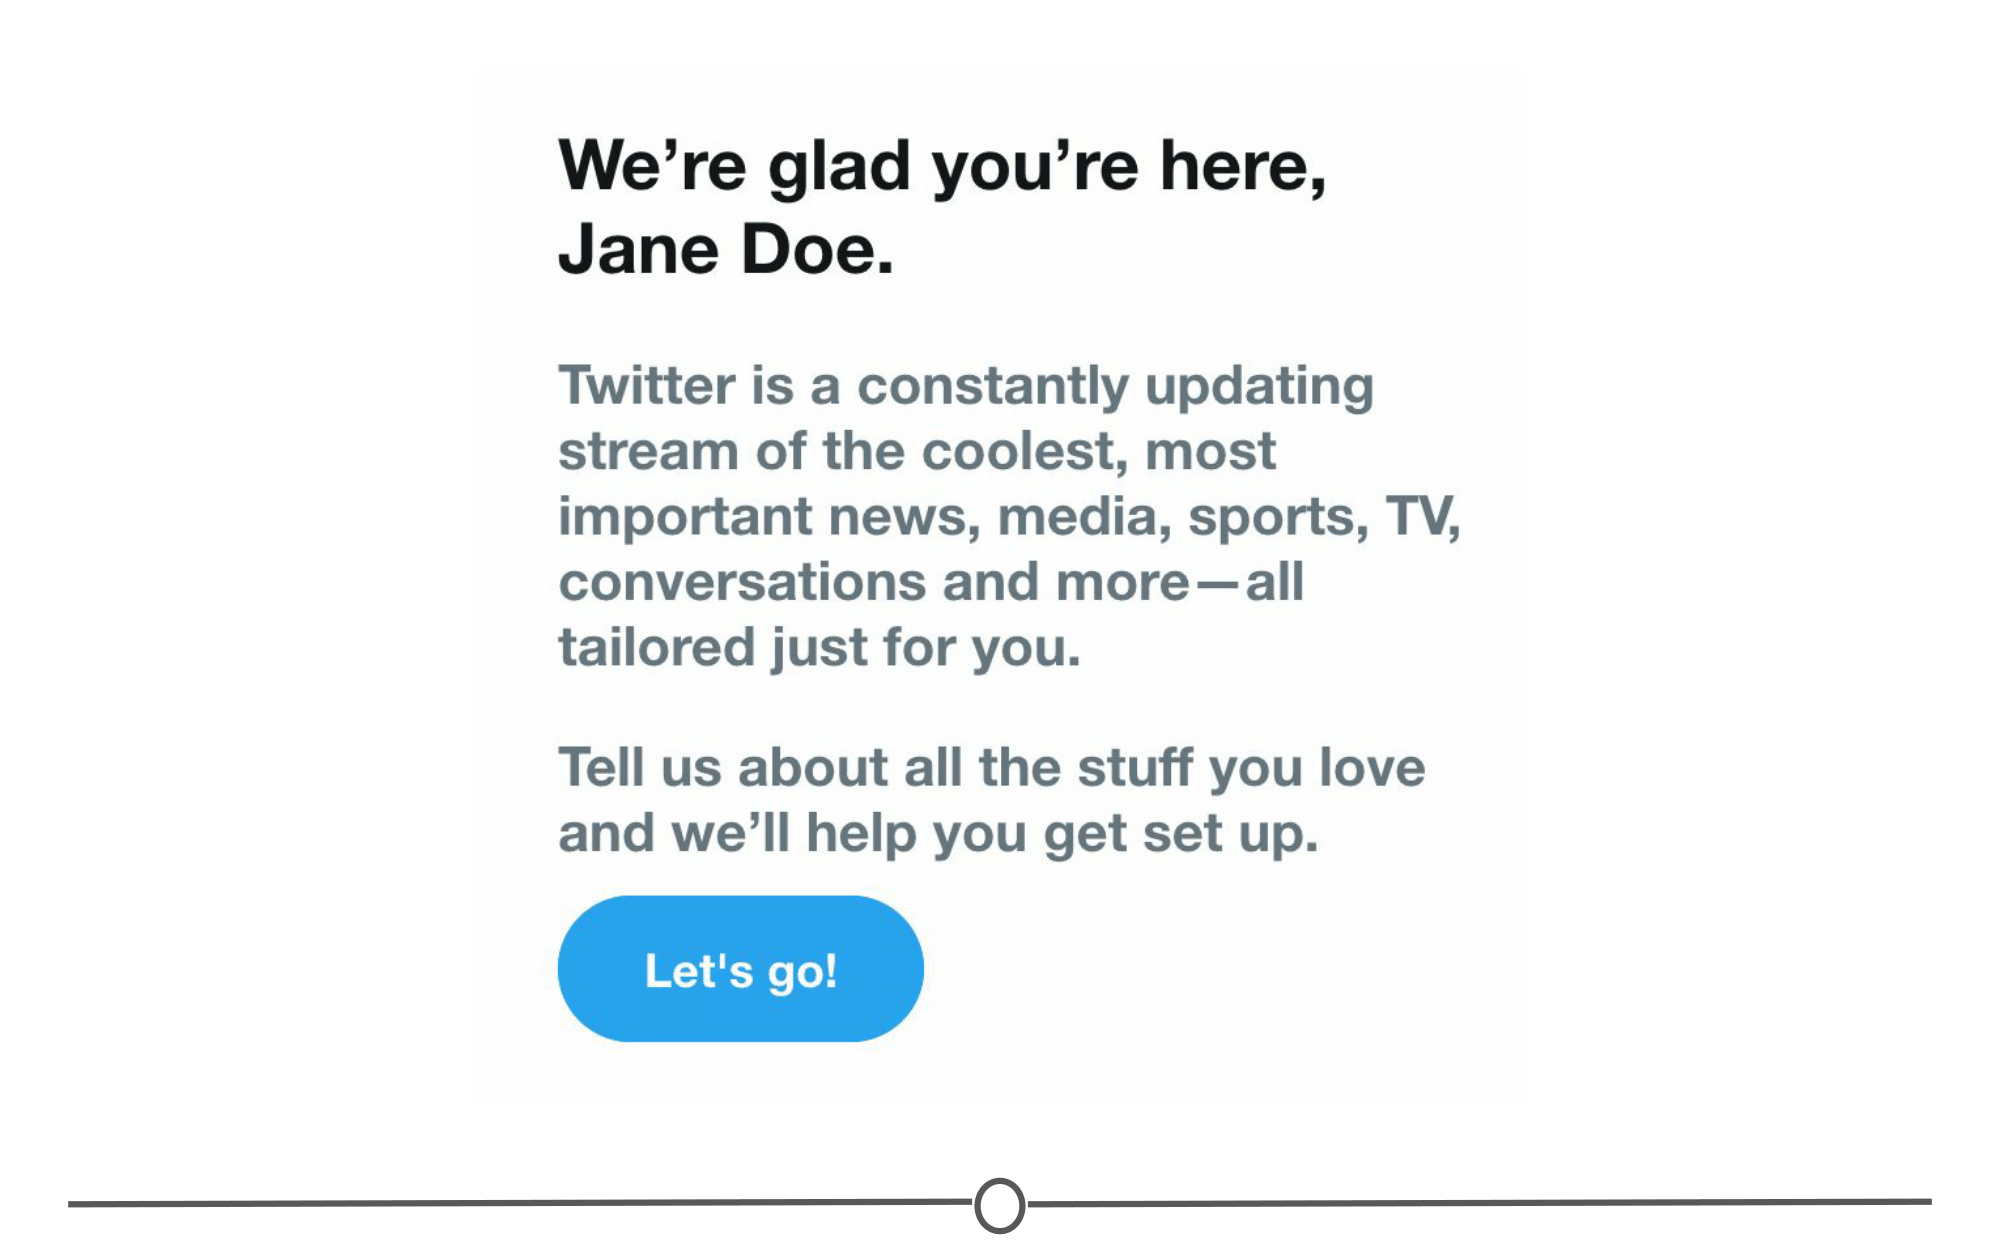 We’re glad you’re here,
Jane Doe.
Twitter is a constantly updating
stream of the coolest, most
important news, media, sports, TV,
conversations and more—all
tailored just for you.
Tell us about all the stuff you love
and we’ll help you get set up.
Let's go!